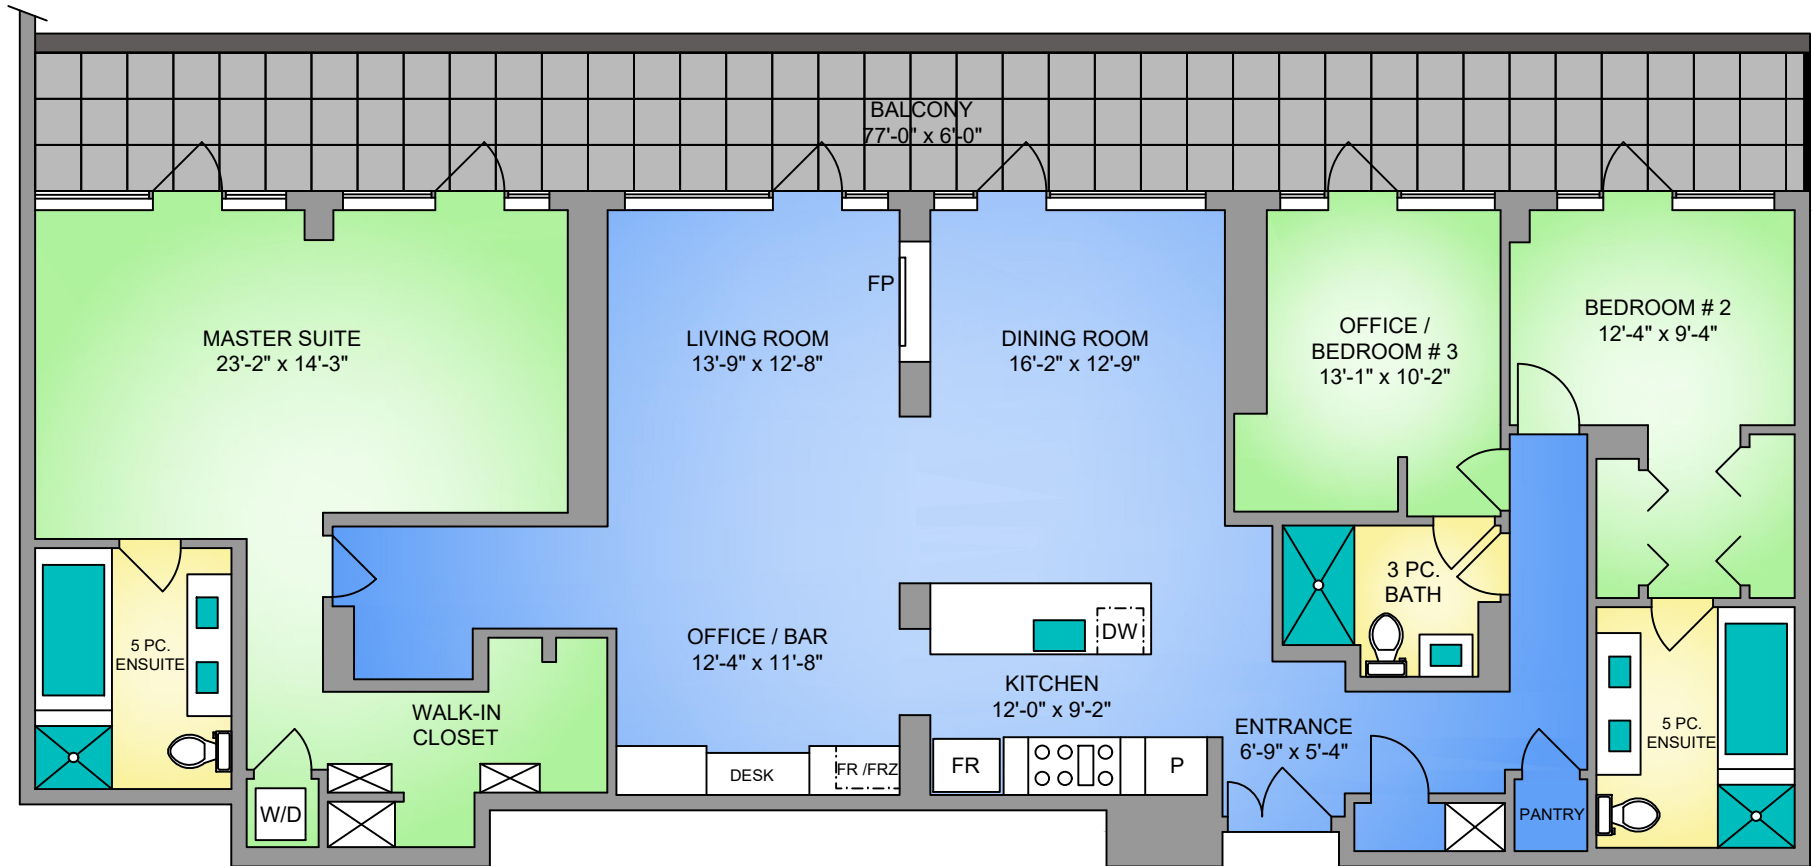 BALCONY
77'-0" x 6'-0"
FP
MASTER SUITE
23'-2" x 14'-3"
LIVING ROOM
13'-9" x 12'-8"
DINING ROOM
16'-2" x 12'-9"
OFFICE /
BEDROOM # 3
13'-1" x 10'-2"
BEDROOM # 2
12'-4" x 9'-4"
3 PC.
BATH
5 PC.
ENSUITE
OFFICE / BAR
12'-4" x 11'-8"
DW
KITCHEN
12'-0" x 9'-2"
WALK-IN
CLOSET
ENTRANCE
6'-9" x 5'-4"
5 PC.
ENSUITE
DESK
FR /FRZ
FR
P
W/D
PANTRY